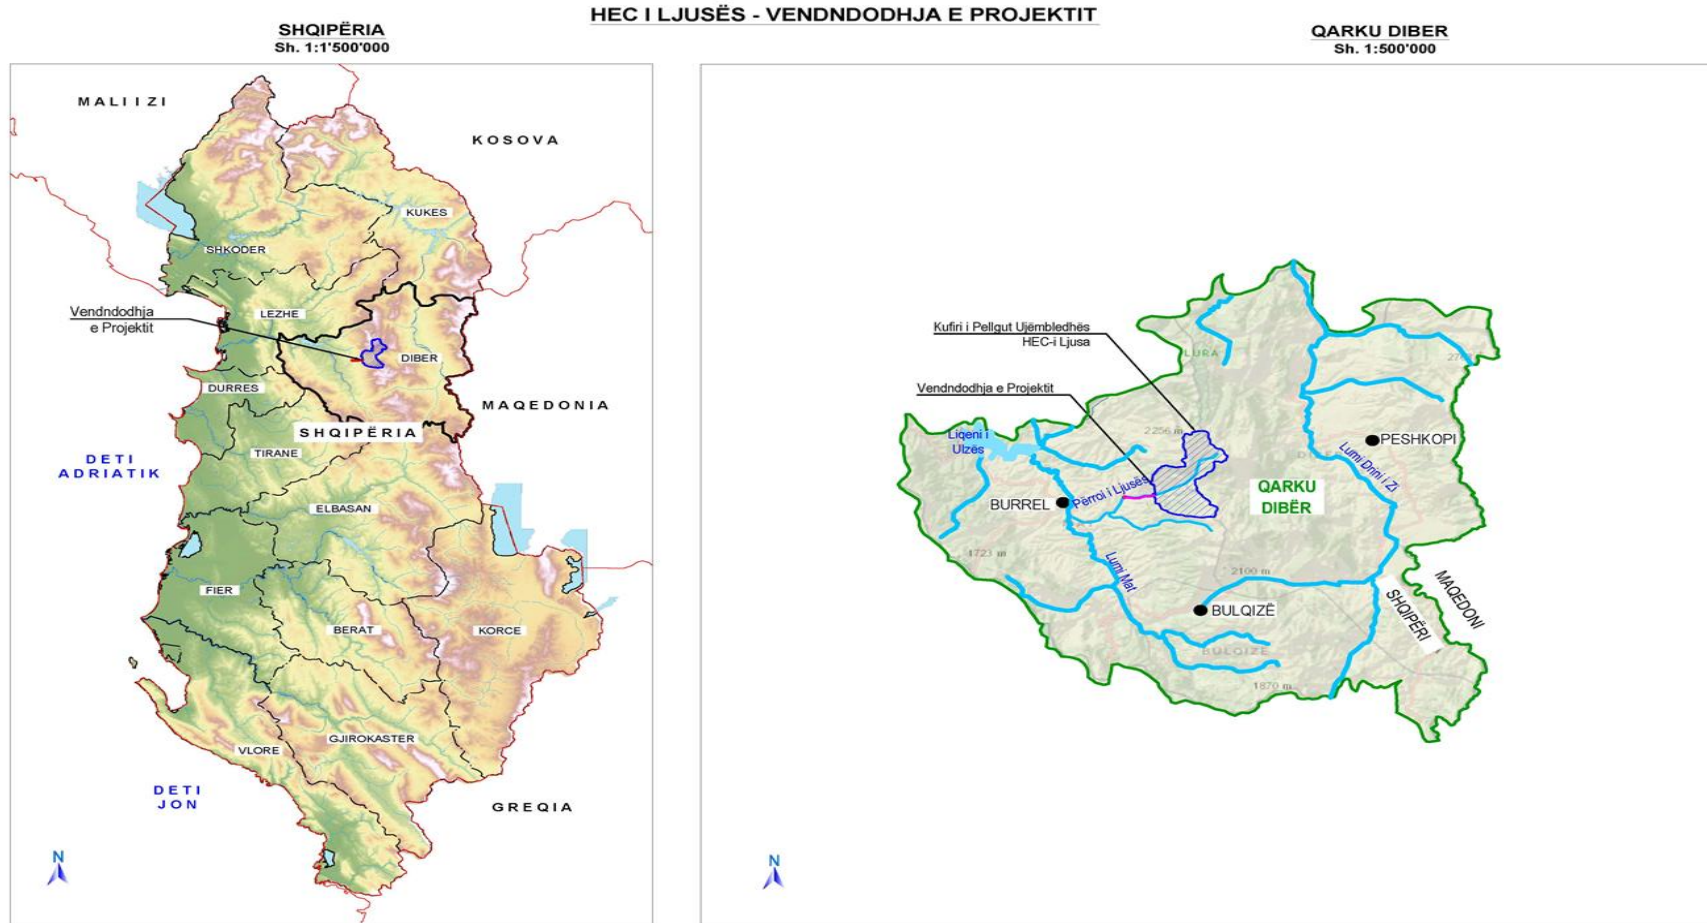 HEC I LJUSËS - VENDNDODHJA E PROJEKTIT
SHQIPËRIA
Sh. 1:1'500'000
MALI I ZI
KOSOVA
KUKES
SHKODER
Vendndodhja
e Projektit
LEZHE
DIBER
DURRES
MAQEDONIA
SHQIPËRIA
TIRANE
DETI
ADRIATIK
ELBASAN
FIER
BERAT
KORCE
GJIROKASTER
VLORE
DETI
JON
GREQIA
N
QARKU DIBER
Sh. 1:500'000
Kufiri i Pellgut Ujëmbledhës
HEC-i Ljusa
LURA
Vendndodhja e Projektit
2256 m
Liqeni i
Ulzës
PESHKOPI
Lumi Drini i Zi
Përroi i Ljusës
QARKU
DIBËR
BURREL
1723 m
Lumi Mat
2100 m
MAQEDONI
SHQIPËRI
BULQIZË
BULQIZE
1870 m
N